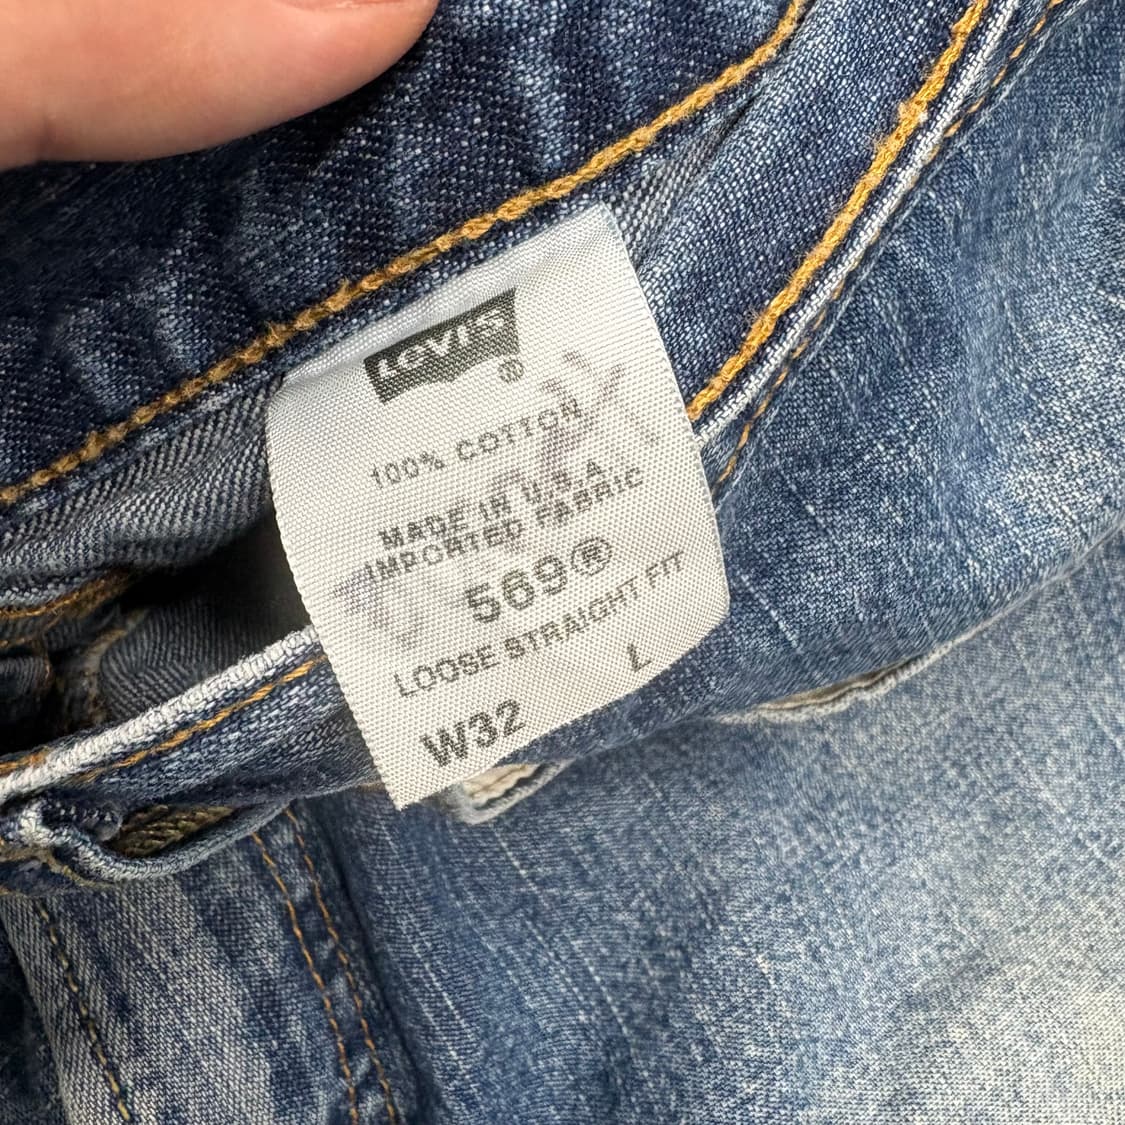 Levi's
®
100% COTTON
MADE IN U.S.A
IMPORTED FABRIC
569®
LOOSE STRAIGHT FIT
W32 L